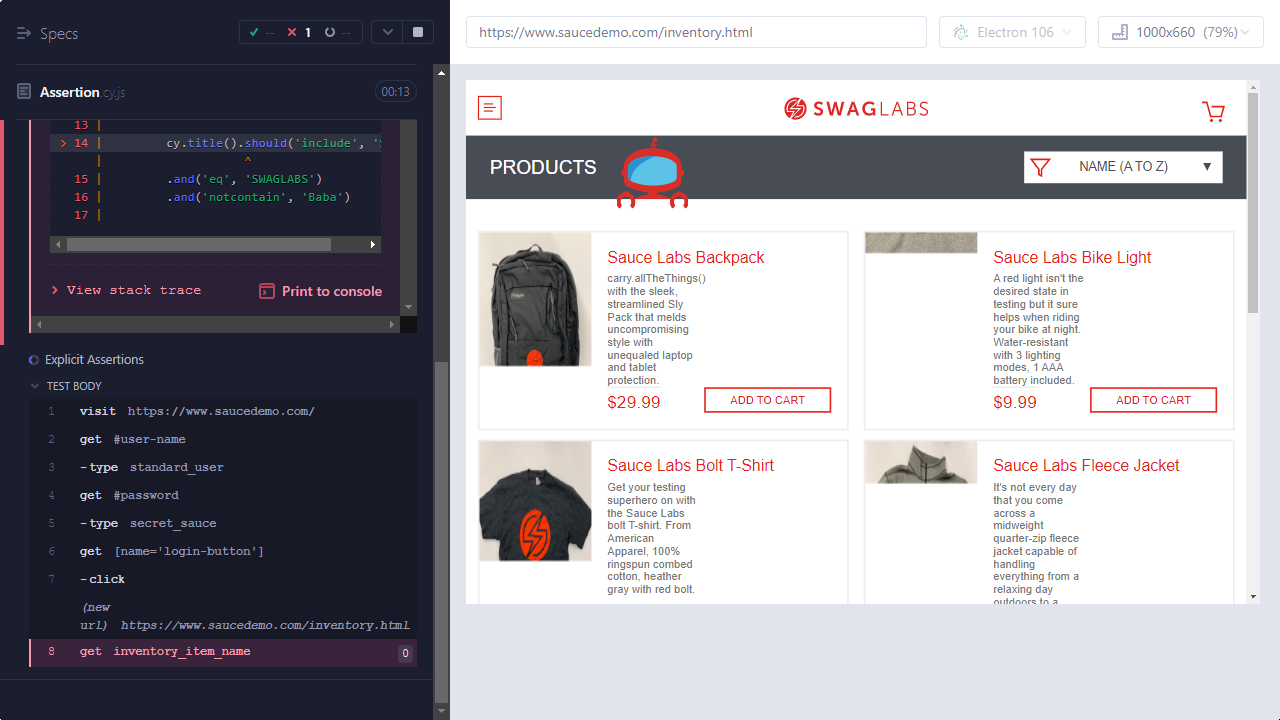 Specs
-- 1 --
https://www.saucedemo.com/inventory.html
Electron 106
1000x660 (79%)
Assertion.cy.js
00:13
13 |
> 14 | cy.title().should('include', '
| ^
15 | .and('eq', 'SWAGLABS')
16 | .and('notcontain', 'Baba')
17 |
> View stack trace
Print to console
Explicit Assertions
TEST BODY
1 visit https://www.saucedemo.com/
2 get #user-name
3 -type standard_user
4 get #password
5 -type secret_sauce
6 get [name='login-button']
7 -click
(new
url) https://www.saucedemo.com/inventory.html
8 get inventory_item_name 0
SWAGLABS
PRODUCTS
NAME (A TO Z)
Sauce Labs Backpack
carry.allTheThings()
with the sleek,
streamlined Sly
Pack that melds
uncompromising
style with
unequaled laptop
and tablet
protection.
$29.99
ADD TO CART
Sauce Labs Bike Light
A red light isn't the
desired state in
testing but it sure
helps when riding
your bike at night.
Water-resistant
with 3 lighting
modes, 1 AAA
battery included.
$9.99
ADD TO CART
Sauce Labs Bolt T-Shirt
Get your testing
superhero on with
the Sauce Labs
bolt T-shirt. From
American
Apparel, 100%
ringspun combed
cotton, heather
gray with red bolt.
Sauce Labs Fleece Jacket
It's not every day
that you come
across a
midweight
quarter-zip fleece
jacket capable of
handling
everything from a
relaxing day
outdoors to a